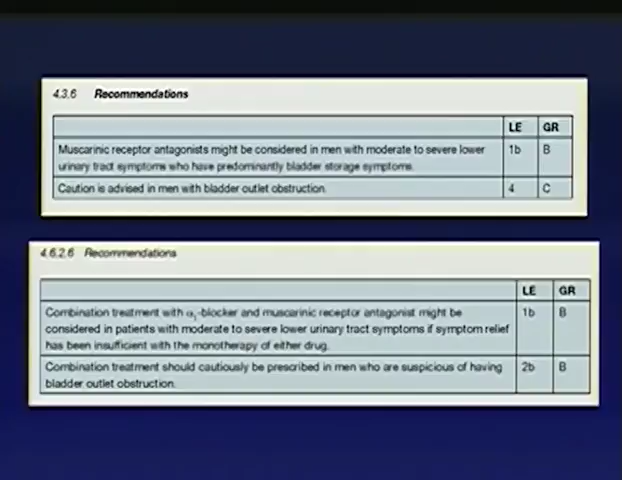 4.3.6 Recommendations
LE GR
Muscarinic receptor antagonists might be considered in men with moderate to severe lower 1b B
urinary tract symptoms who have predominantly bladder storage symptoms.
Caution is advised in men with bladder outlet obstruction. 4 C
4.6.2.6 Recommendations
LE GR
Combination treatment with α₁-blocker and muscarinic receptor antagonist might be 1b B
considered in patients with moderate to severe lower urinary tract symptoms if symptom relief
has been insufficient with the monotherapy of either drug.
Combination treatment should cautiously be prescribed in men who are suspicious of having 2b B
bladder outlet obstruction.